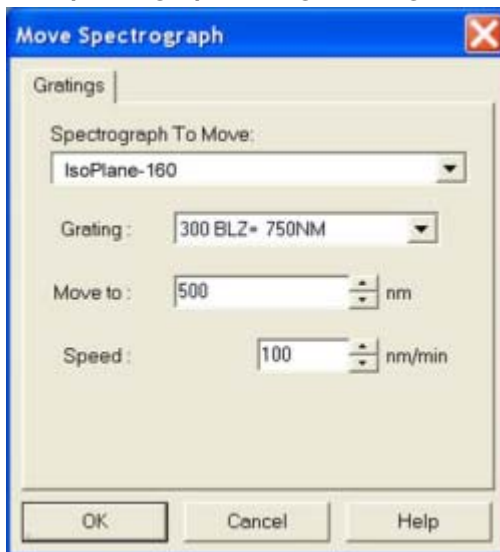 Move Spectrograph
Gratings
Spectrograph To Move:
IsoPlane-160
Grating : 300 BLZ= 750NM
Move to : 500 nm
Speed : 100 nm/min
OK Cancel Help